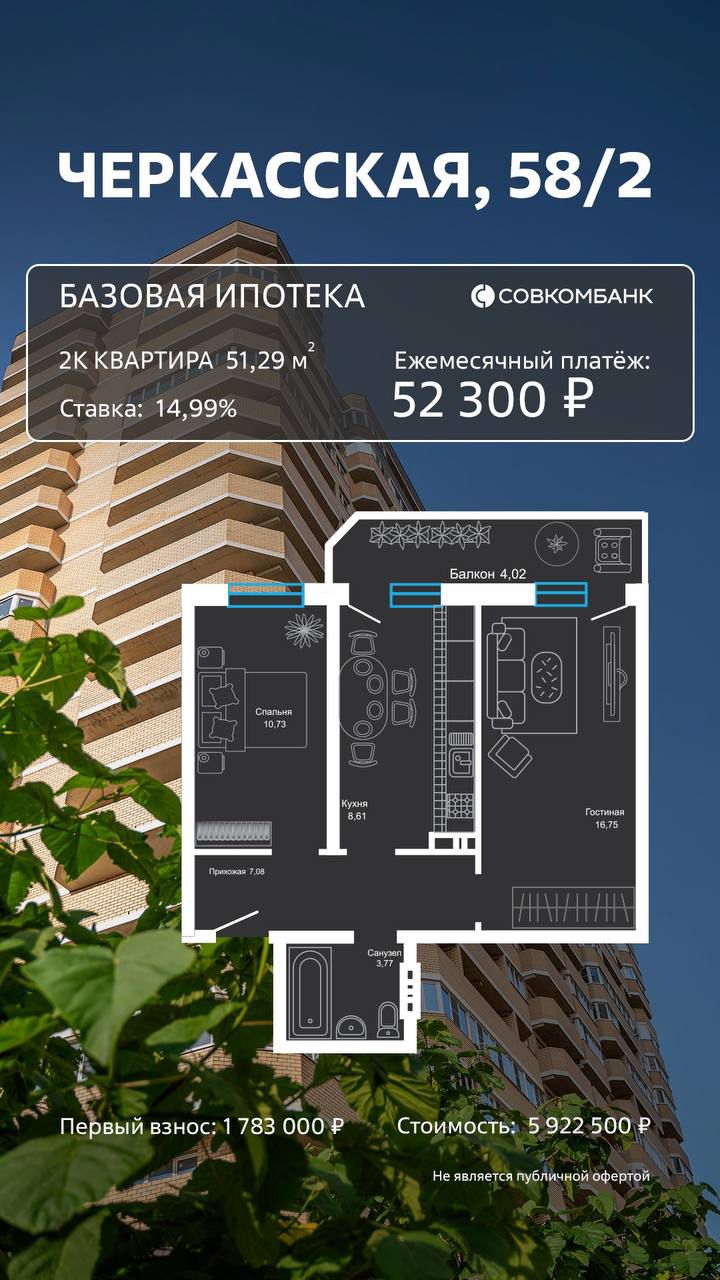 ЧЕРКАССКАЯ, 58/2
БАЗОВАЯ ИПОТЕКА
СОВКОМБАНК
2К КВАРТИРА 51,29 м²
Ежемесячный платёж:
52 300 ₽
Ставка: 14,99%
Балкон 4,02
Спальня
10,73
Кухня
8,61
Гостиная
16,75
Прихожая 7,08
Санузел
3,77
Первый взнос: 1 783 000 ₽
Стоимость: 5 922 500 ₽
Не является публичной офертой